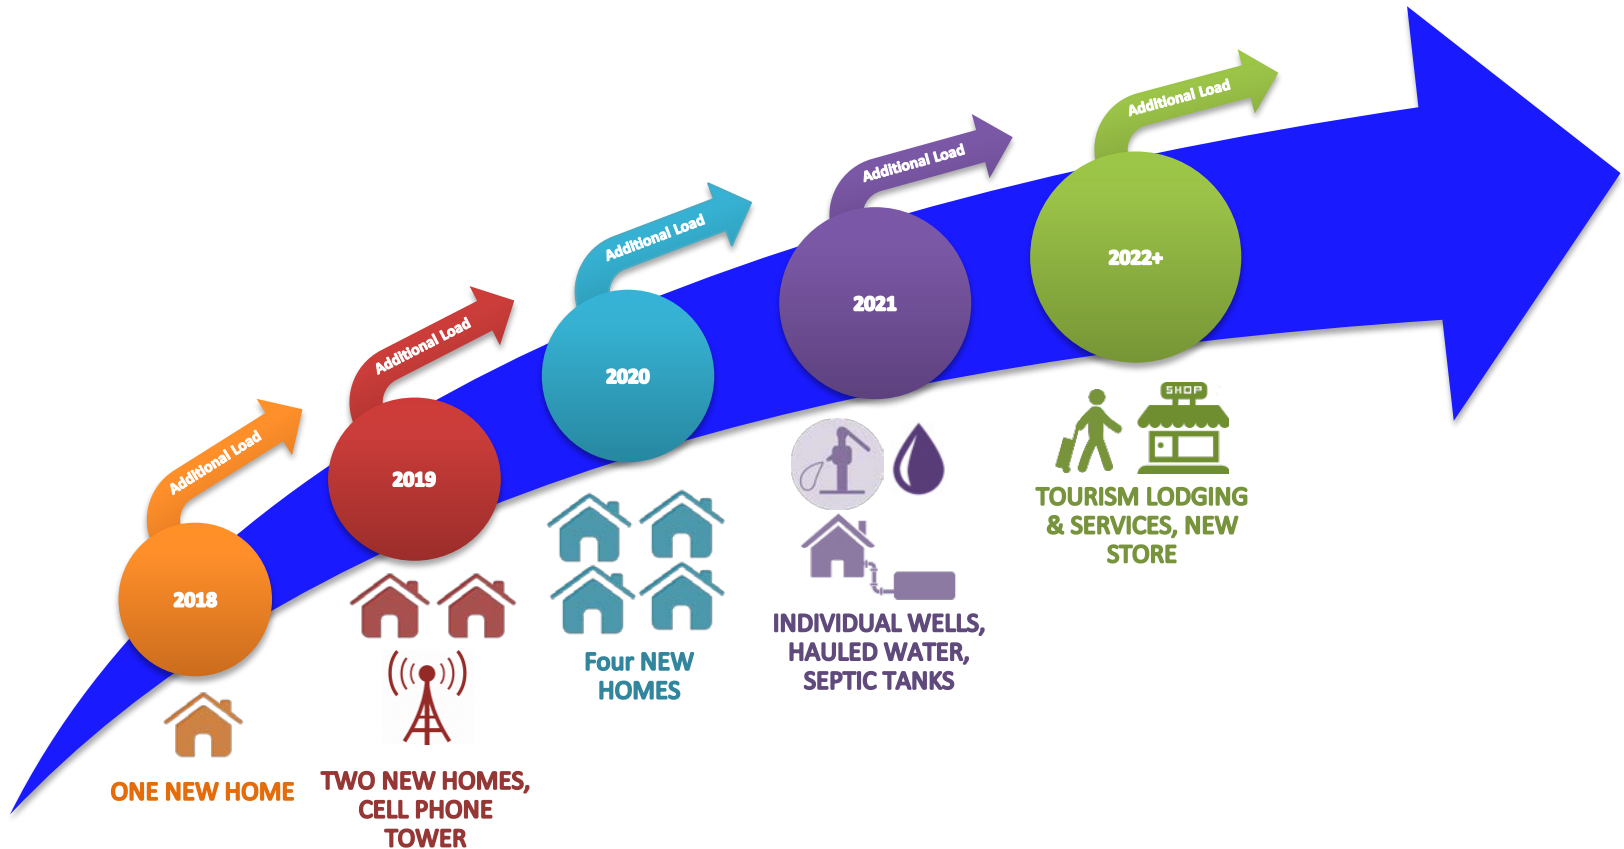 Additional Load
2018
ONE NEW HOME
Additional Load
2019
TWO NEW HOMES,
CELL PHONE
TOWER
Additional Load
2020
Four NEW
HOMES
Additional Load
2021
INDIVIDUAL WELLS,
HAULED WATER,
SEPTIC TANKS
Additional Load
2022+
SHOP
TOURISM LODGING
& SERVICES, NEW
STORE